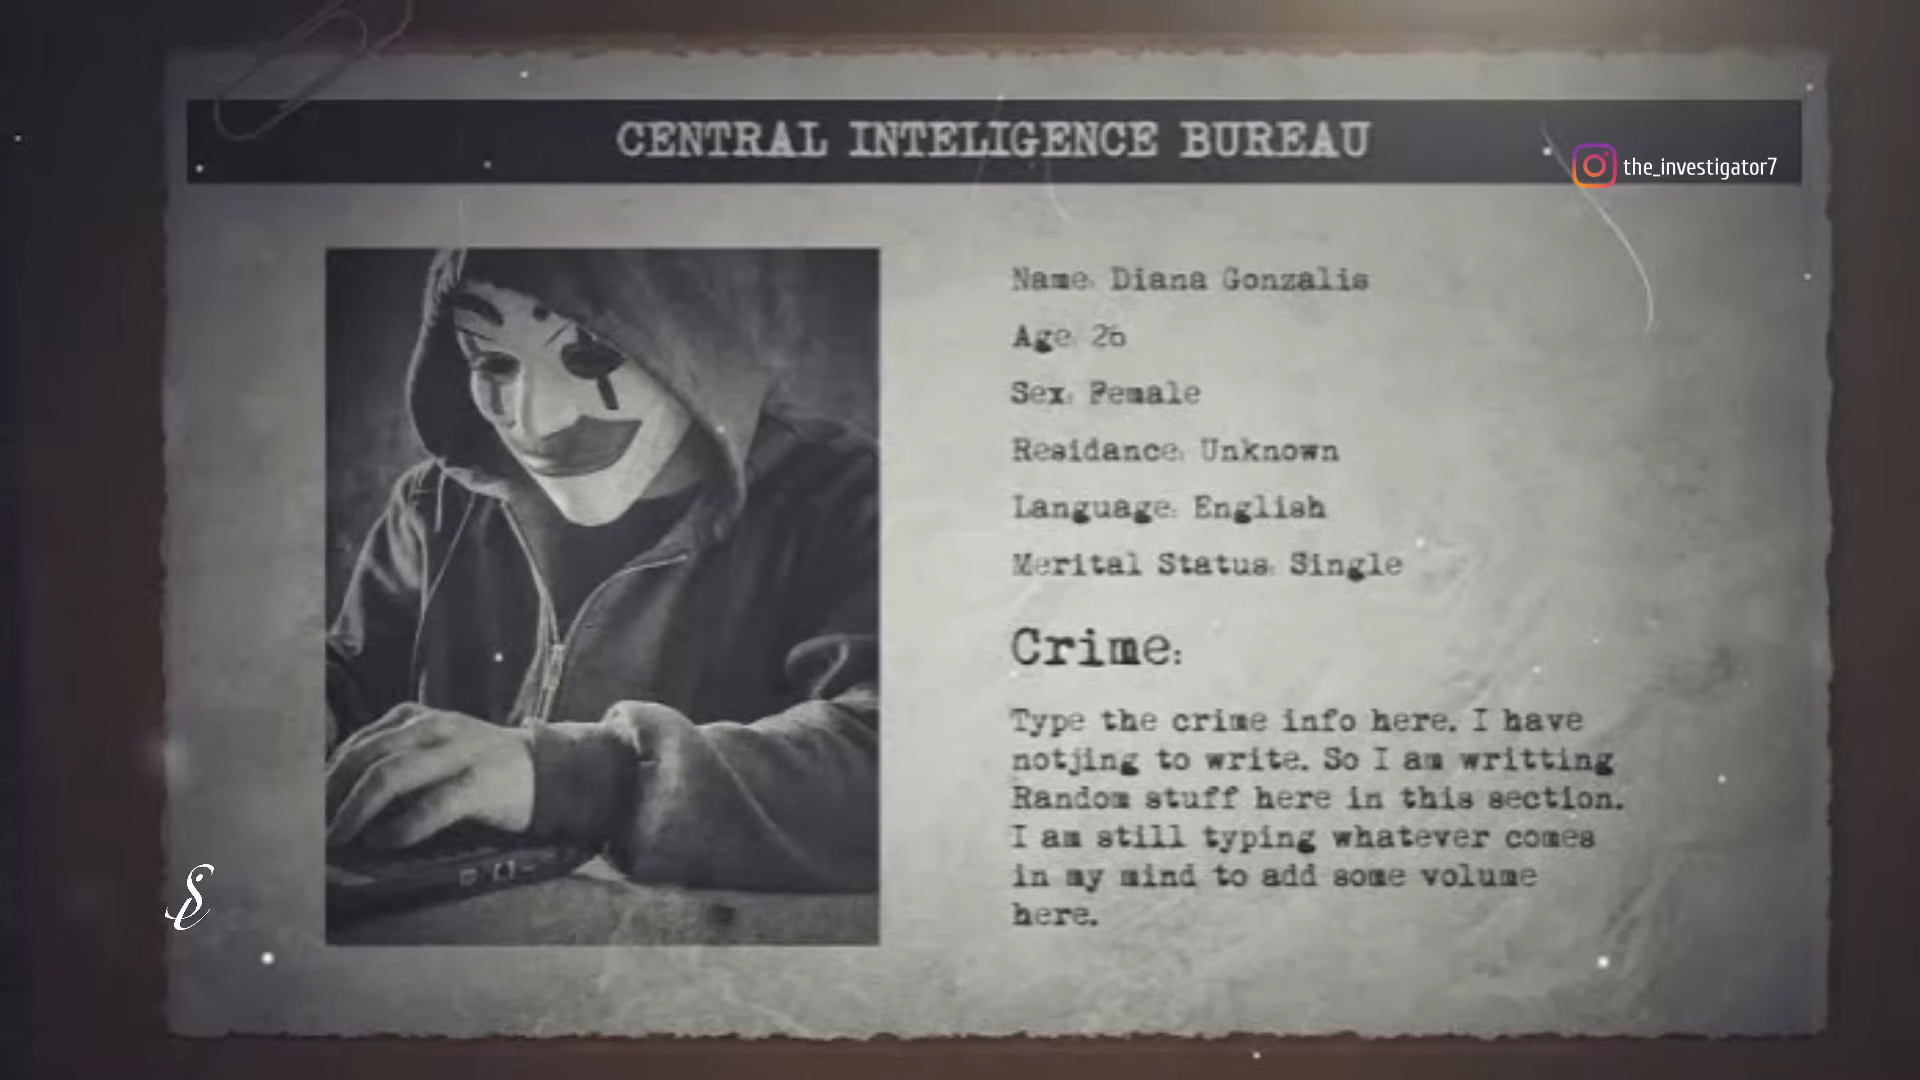 CENTRAL INTELIGENCE BUREAU
the_investigator7
Name: Diana Gonzalis
Age: 26
Sex: Female
Residance: Unknown
Language: English
Merital Status: Single
Crime:
Type the crime info here. I have
notjing to write. So I am writting
Random stuff here in this section.
I am still typing whatever comes
in my mind to add some volume
here.